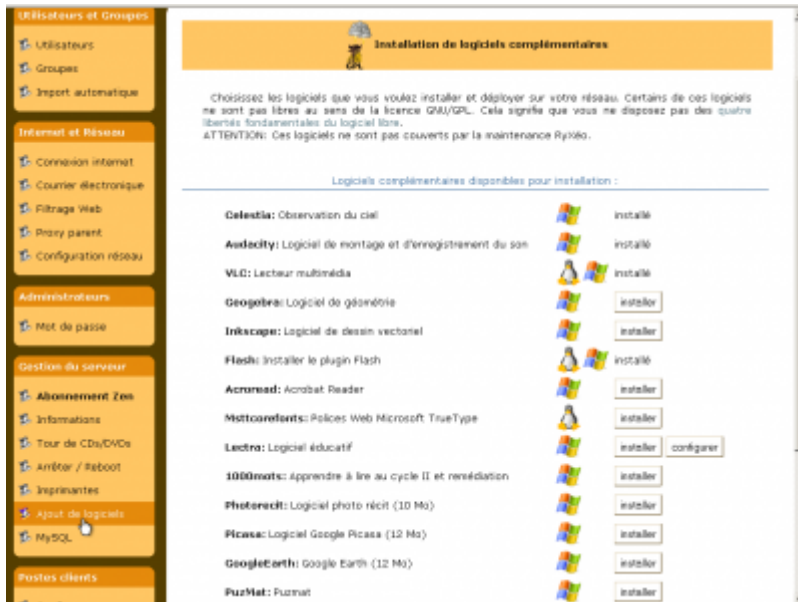 Utilisateurs et Groupes
Utilisateurs
Groupes
Import automatique
Internet et Réseau
Connexion internet
Courrier électronique
Filtrage Web
Proxy parent
Configuration réseau
Administrateurs
Mot de passe
Gestion du serveur
Abonnement Zen
Informations
Tour de CDs/DVDs
Arrêter / Reboot
Imprimantes
Ajout de logiciels
MySQL
Postes clients
Installation de logiciels complémentaires
Choisissez les logiciels que vous voulez installer et déployer sur votre réseau. Certains de ces logiciels
ne sont pas libres au sens de la licence GNU/GPL. Cela signifie que vous ne disposez pas des quatre
libertés fondamentales du logiciel libre.
ATTENTION: Ces logiciels ne sont pas couverts par la maintenance RyXéo.
Logiciels complémentaires disponibles pour installation :
Celestia: Observation du ciel installé
Audacity: Logiciel de montage et d'enregistrement du son installé
VLC: Lecteur multimédia installé
Geogebra: Logiciel de géométrie installer
Inkscape: Logiciel de dessin vectoriel installer
Flash: Installer le plugin Flash installé
Acroread: Acrobat Reader installer
Msttcorefonts: Polices Web Microsoft TrueType installer
Lectra: Logiciel éducatif installer configurer
1000mots: Apprendre à lire au cycle II et remédiation installer
Photorecit: Logiciel photo récit (10 Mo) installer
Picasa: Logiciel Google Picasa (12 Mo) installer
GoogleEarth: Google Earth (12 Mo) installer
PuzMat: Puzmat installer